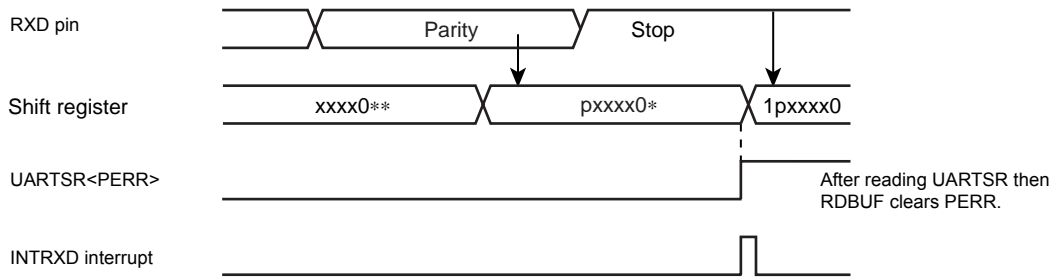 RXD pin
Parity
Stop
Shift register
xxxx0**
pxxxx0*
1pxxxx0
UARTSR<PERR>
After reading UARTSR then
RDBUF clears PERR.
INTRXD interrupt